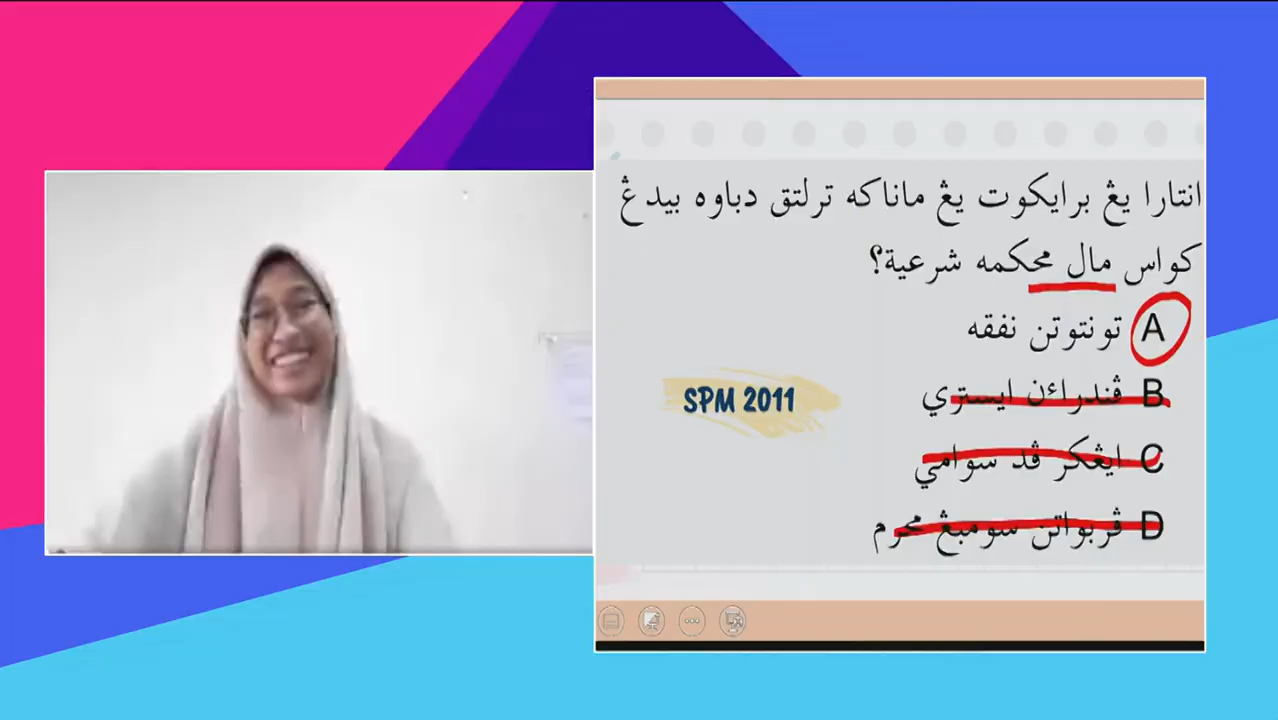 انتارا يڠ برايكوت يڠ ماناكه ترلتق دباوه بيدڠ
كواس مال محكمه شرعية؟
A تونتوتن نفقه
B ڤندراءن ايستري
C ايڠكر ڤد سوامي
D ڤربواتن سومبڠ محرم
SPM 2011